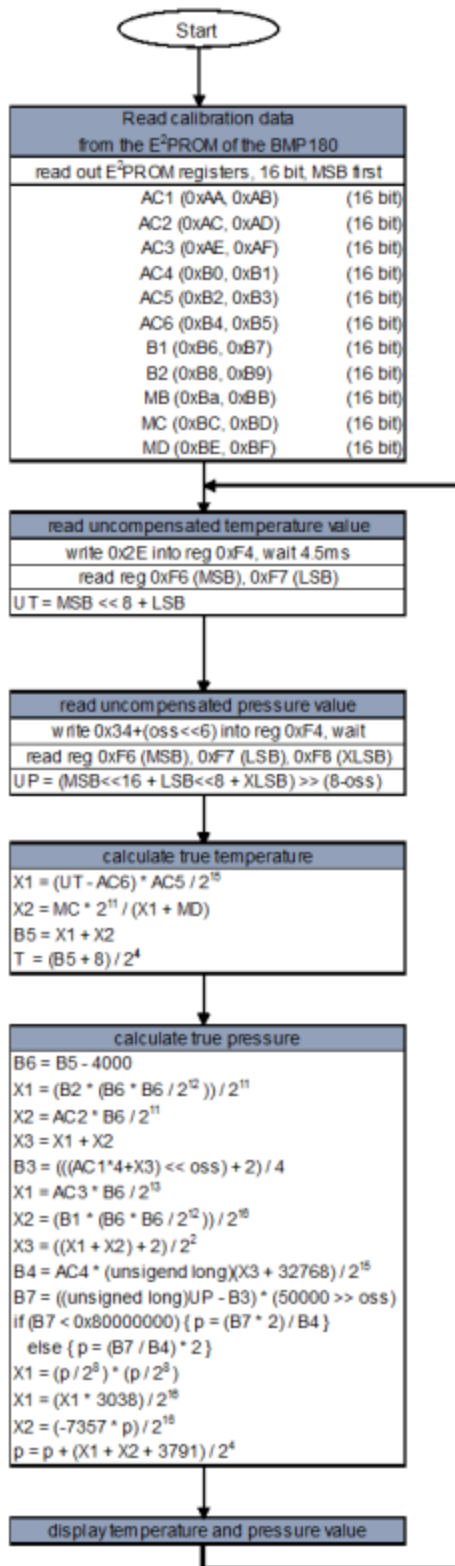 Start
Read calibration data
from the E²PROM of the BMP180
read out E²PROM registers, 16 bit, MSB first
AC1 (0xAA, 0xAB) (16 bit)
AC2 (0xAC, 0xAD) (16 bit)
AC3 (0xAE, 0xAF) (16 bit)
AC4 (0xB0, 0xB1) (16 bit)
AC5 (0xB2, 0xB3) (16 bit)
AC6 (0xB4, 0xB5) (16 bit)
B1 (0xB6, 0xB7) (16 bit)
B2 (0xB8, 0xB9) (16 bit)
MB (0xBa, 0xBB) (16 bit)
MC (0xBC, 0xBD) (16 bit)
MD (0xBE, 0xBF) (16 bit)
read uncompensated temperature value
write 0x2E into reg 0xF4, wait 4.5ms
read reg 0xF6 (MSB), 0xF7 (LSB)
UT = MSB << 8 + LSB
read uncompensated pressure value
write 0x34+(oss<<6) into reg 0xF4, wait
read reg 0xF6 (MSB), 0xF7 (LSB), 0xF8 (XLSB)
UP = (MSB<<16 + LSB<<8 + XLSB) >> (8-oss)
calculate true temperature
X1 = (UT - AC6) * AC5 / 2¹⁵
X2 = MC * 2¹¹ / (X1 + MD)
B5 = X1 + X2
T = (B5 + 8) / 2⁴
calculate true pressure
B6 = B5 - 4000
X1 = (B2 * (B6 * B6 / 2¹² )) / 2¹¹
X2 = AC2 * B6 / 2¹¹
X3 = X1 + X2
B3 = (((AC1*4+X3) << oss) + 2) / 4
X1 = AC3 * B6 / 2¹³
X2 = (B1 * (B6 * B6 / 2¹² )) / 2¹⁶
X3 = ((X1 + X2) + 2) / 2²
B4 = AC4 * (unsigend long)(X3 + 32768) / 2¹⁵
B7 = ((unsigned long)UP - B3) * (50000 >> oss)
if (B7 < 0x80000000) { p = (B7 * 2) / B4 }
else { p = (B7 / B4) * 2 }
X1 = (p / 2⁸ ) * (p / 2⁸ )
X1 = (X1 * 3038) / 2¹⁶
X2 = (-7357 * p) / 2¹⁶
p = p + (X1 + X2 + 3791) / 2⁴
display temperature and pressure value